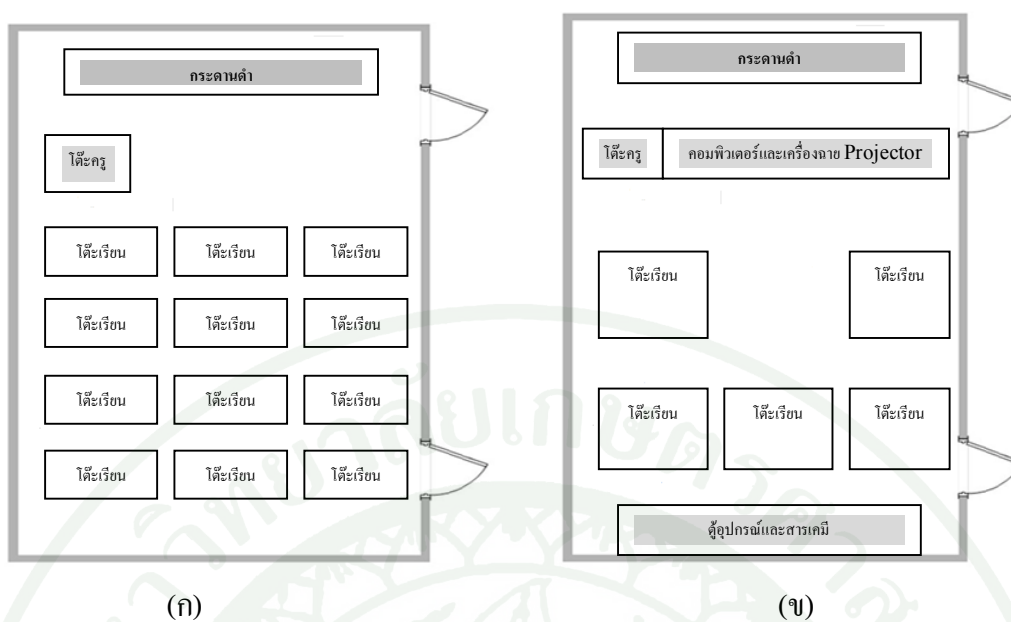 กระดานดำ
โต๊ะครู
โต๊ะเรียน โต๊ะเรียน โต๊ะเรียน
โต๊ะเรียน โต๊ะเรียน โต๊ะเรียน
โต๊ะเรียน โต๊ะเรียน โต๊ะเรียน
โต๊ะเรียน โต๊ะเรียน โต๊ะเรียน
(ก)
กระดานดำ
โต๊ะครู คอมพิวเตอร์และเครื่องฉาย Projector
โต๊ะเรียน โต๊ะเรียน
โต๊ะเรียน โต๊ะเรียน โต๊ะเรียน
ตู้อุปกรณ์และสารเคมี
(ข)